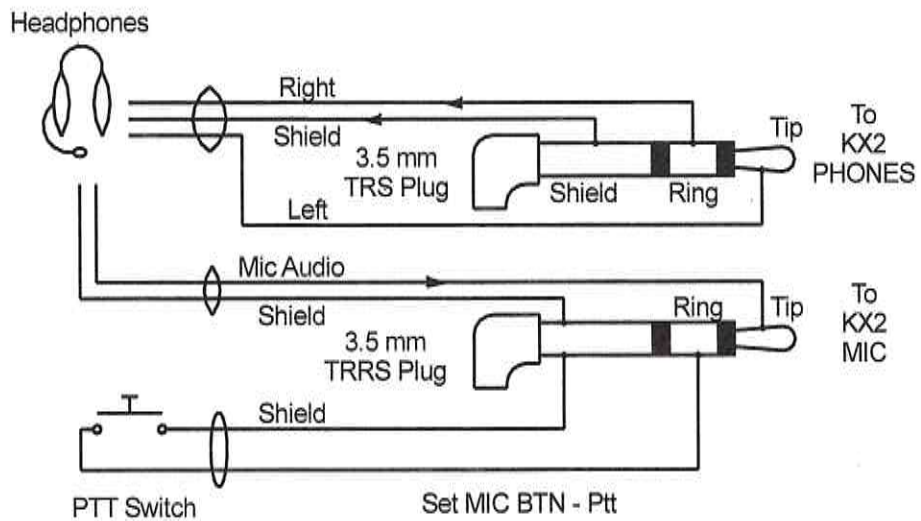 Headphones
Right
Shield
3.5 mm
TRS Plug
Shield
Ring
Tip
To
KX2
PHONES
Left
Mic Audio
Shield
3.5 mm
TRRS Plug
Ring
Tip
To
KX2
MIC
Shield
PTT Switch
Set MIC BTN - Ptt